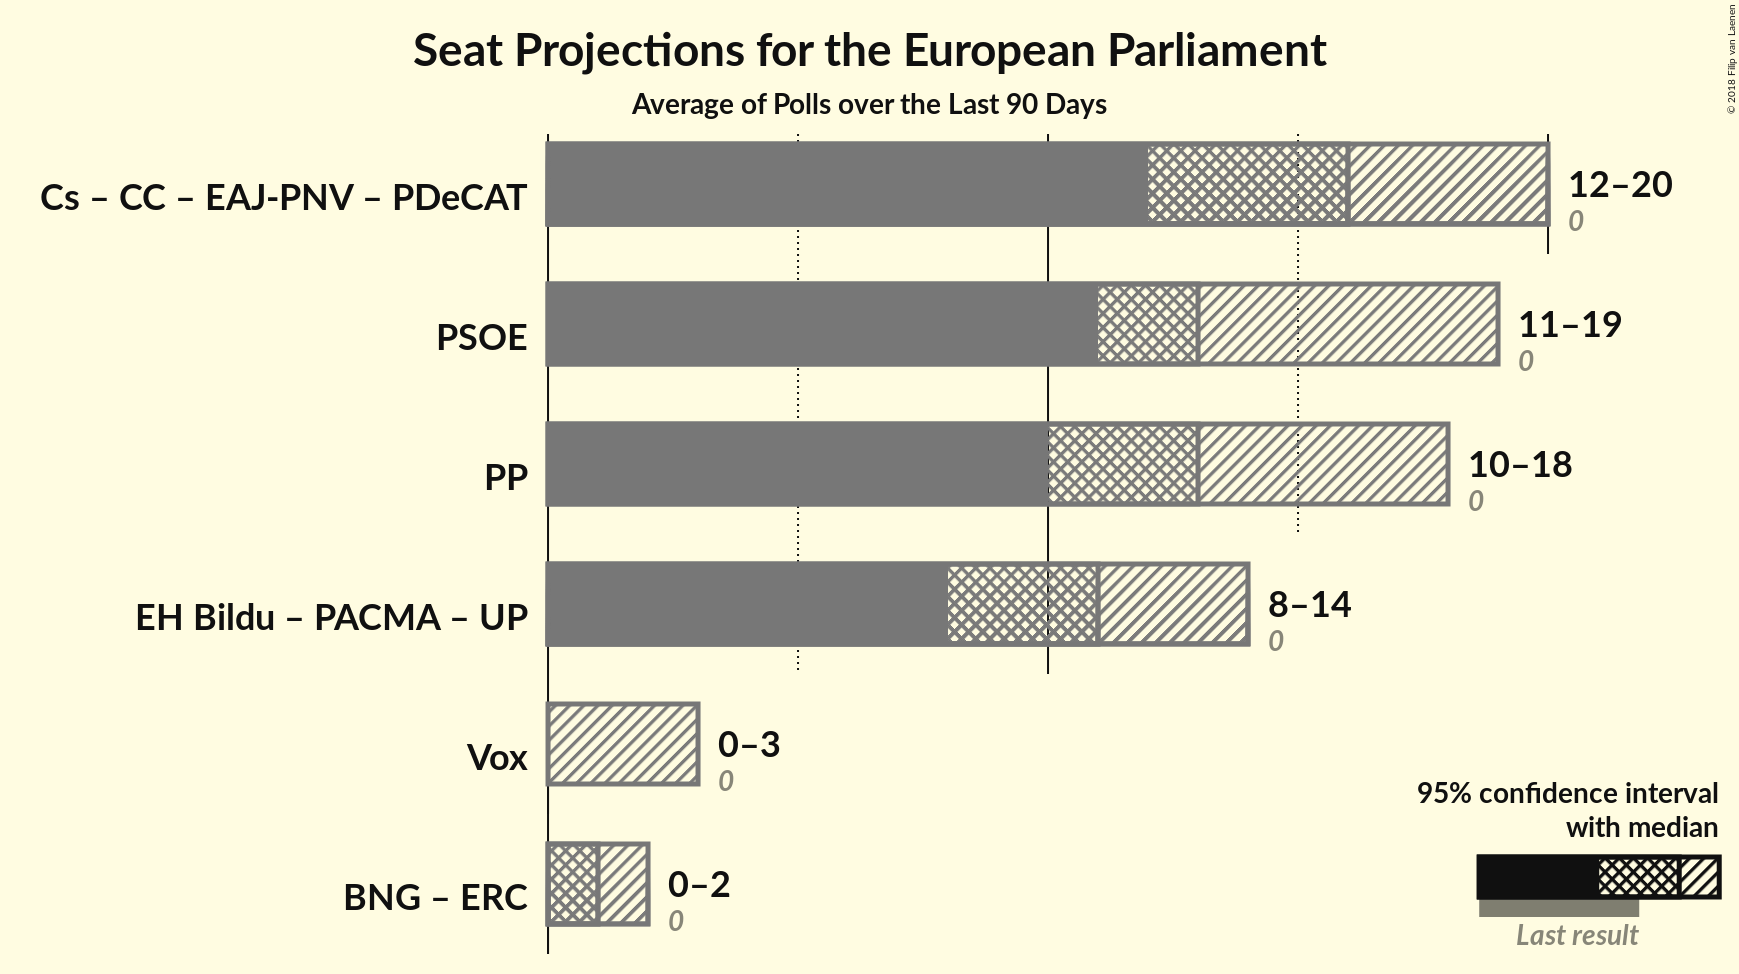 Seat Projections for the European Parliament
Average of Polls over the Last 90 Days
© 2018 Filip van Laenen
Cs – CC – EAJ-PNV – PDeCAT
12–20
0
PSOE
11–19
0
PP
10–18
0
EH Bildu – PACMA – UP
8–14
0
Vox
0–3
0
BNG – ERC
0–2
0
95% confidence interval
with median
Last result